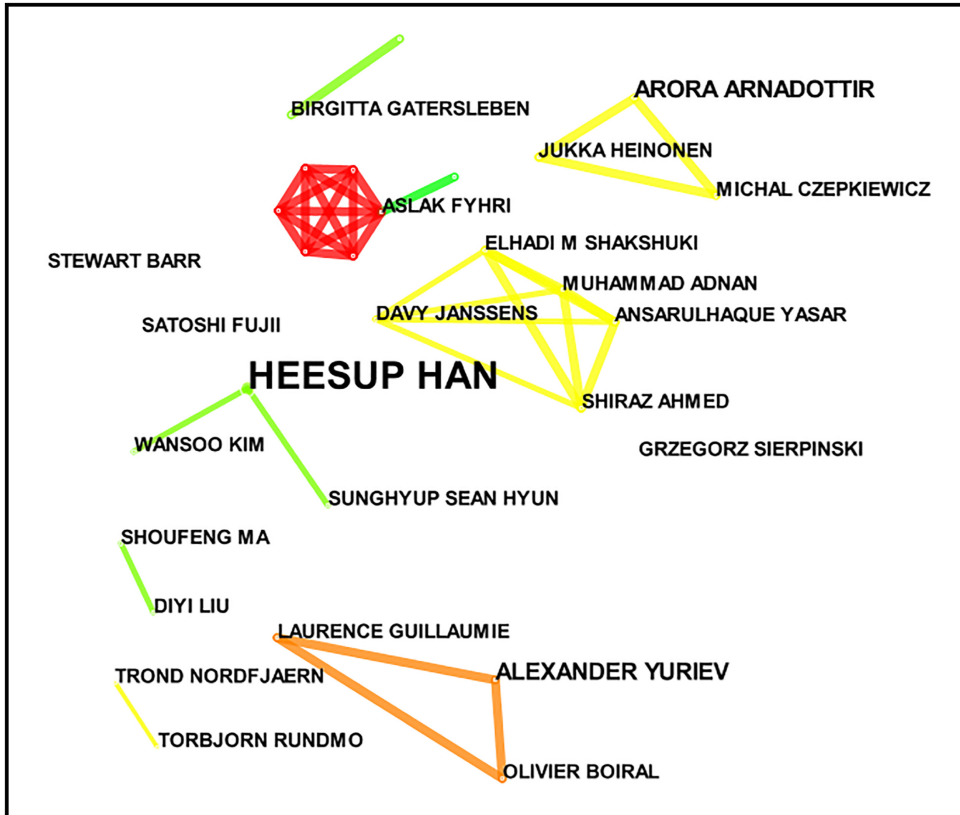 ARORA ARNADOTTIR
BIRGITTA GATERSLEBEN
JUKKA HEINONEN
MICHAL CZEPKIEWICZ
ASLAK FYHRI
ELHADI M SHAKSHUKI
STEWART BARR
MUHAMMAD ADNAN
DAVY JANSSENS
ANSARULHAQUE YASAR
SATOSHI FUJII
HEESUP HAN
SHIRAZ AHMED
WANSOO KIM
GRZEGORZ SIERPINSKI
SUNGHYUP SEAN HYUN
SHOUFENG MA
DIYI LIU
LAURENCE GUILLAUMIE
TROND NORDFJAERN
ALEXANDER YURIEV
TORBJORN RUNDMO
OLIVIER BOIRAL